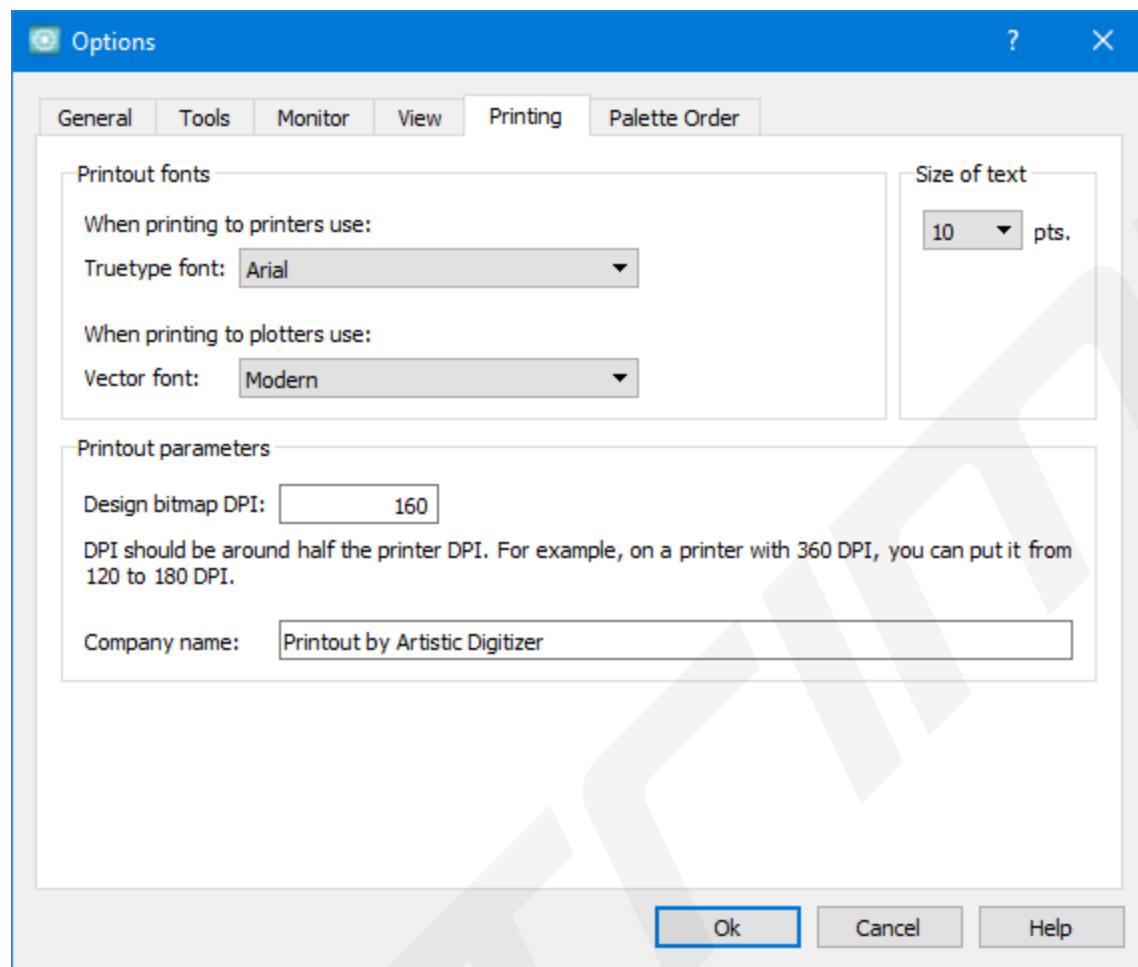 Options
General Tools Monitor View Printing Palette Order
Printout fonts
When printing to printers use:
Truetype font: Arial
When printing to plotters use:
Vector font: Modern
Size of text
10 pts.
Printout parameters
Design bitmap DPI: 160
DPI should be around half the printer DPI. For example, on a printer with 360 DPI, you can put it from
120 to 180 DPI.
Company name: Printout by Artistic Digitizer
Ok Cancel Help